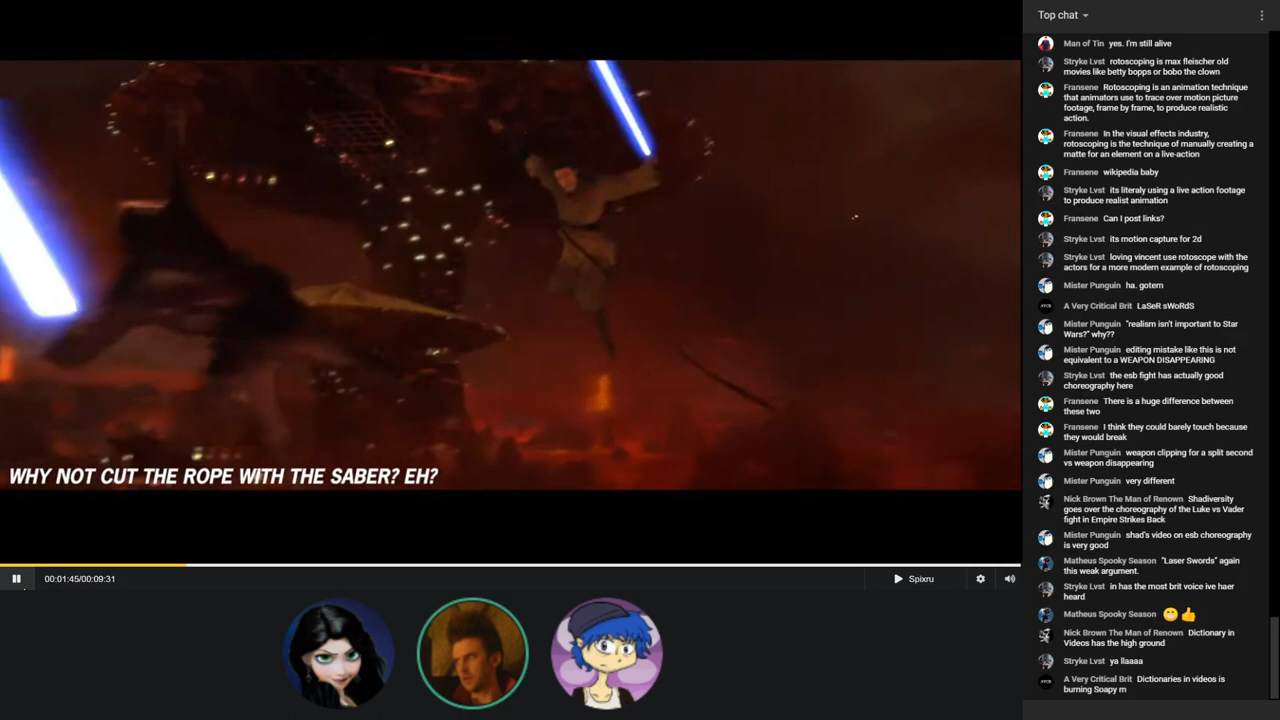 WHY NOT CUT THE ROPE WITH THE SABER? EH?
00:01:45/00:09:31
Spixru
Top chat
Man of Tin yes. I'm still alive
Stryke Lvst rotoscoping is max fleischer old
movies like betty bopps or bobo the clown
Fransene Rotoscoping is an animation technique
that animators use to trace over motion picture
footage, frame by frame, to produce realistic
action.
Fransene In the visual effects industry,
rotoscoping is the technique of manually creating a
matte for an element on a live-action
Fransene wikipedia baby
Stryke Lvst its literaly using a live action footage
to produce realist animation
Fransene Can I post links?
Stryke Lvst its motion capture for 2d
Stryke Lvst loving vincent use rotoscope with the
actors for a more modern example of rotoscoping
Mister Punguin ha. gotem
AYCB
A Very Critical Brit LaSeR sWoRdS
Mister Punguin "realism isn't important to Star
Wars?" why??
Mister Punguin editing mistake like this is not
equivalent to a WEAPON DISAPPEARING
Stryke Lvst the esb fight has actually good
choreography here
Fransene There is a huge difference between
these two
Fransene I think they could barely touch because
they would break
Mister Punguin weapon clipping for a split second
vs weapon disappearing
Mister Punguin very different
Nick Brown The Man of Renown Shadiversity
goes over the choreography of the Luke vs Vader
fight in Empire Strikes Back
Mister Punguin shad's video on esb choreography
is very good
Matheus Spooky Season "Laser Swords" again
this weak argument.
Stryke Lvst in has the most brit voice ive haer
heard
Matheus Spooky Season 😁👍
Nick Brown The Man of Renown Dictionary in
Videos has the high ground
Stryke Lvst ya llaaaa
A Very Critical Brit Dictionaries in videos is
burning Soapy m